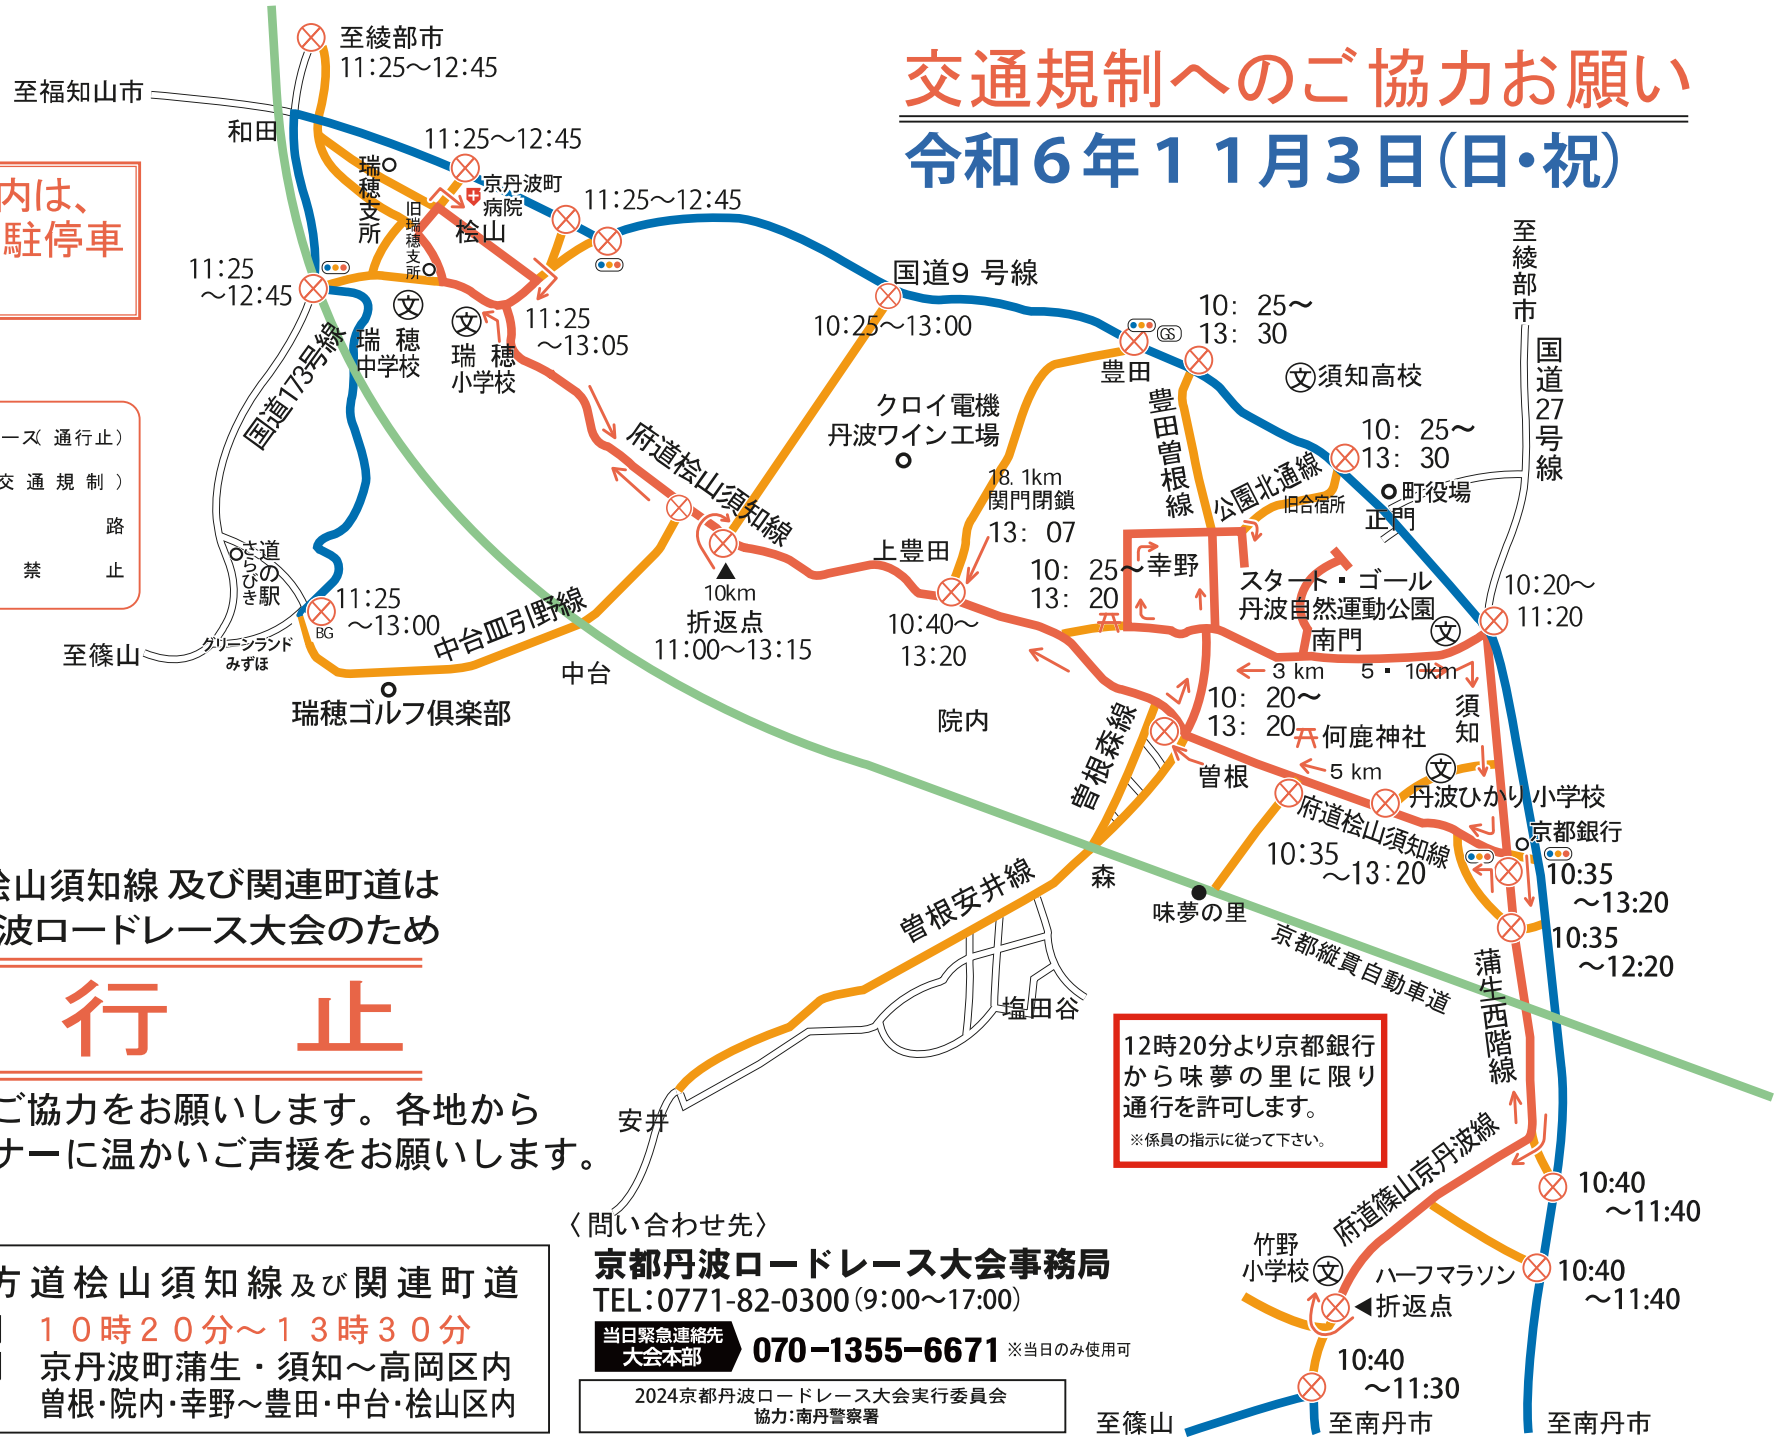 交通規制へのご協力お願い
令和6年11月3日(日・祝)
至綾部市
11:25〜12:45
至福知山市
和田
11:25〜12:45
瑞穂支所
京丹波町
病院
11:25〜12:45
旧瑞穂支所
桧山
内は、
駐停車
11:25
〜12:45
国道9号線
10:25〜13:00
文
瑞穂
中学校
文
瑞穂
小学校
11:25
〜13:05
国道173号線
GS
豊田
10: 25〜
13: 30
至綾部市
国道27号線
文
須知高校
クロイ電機
丹波ワイン工場
豊田曽根線
10: 25〜
13: 30
公園北通線
旧合宿所
町役場
正門
ース(通行止)
交通規制)
路
禁 止
府道桧山須知線
18.1km
関門閉鎖
13: 07
上豊田
10: 25〜
13: 20
幸野
スタート・ゴール
丹波自然運動公園
南門
文
10:20〜
11:20
道の駅
さらびき
11:25
〜13:00
BG
グリーンランド
みずほ
至篠山
中台皿引野線
中台
瑞穂ゴルフ倶楽部
10km
折返点
11:00〜13:15
10:40〜
13:20
院内
3 km
5・10km
須知
10: 20〜
13: 20
何鹿神社
5 km
曽根
曽根森線
文
丹波ひかり小学校
府道桧山須知線
京都銀行
10:35
〜13:20
10:35
〜13:20
10:35
〜12:20
森
味夢の里
京都縦貫自動車道
曽根安井線
塩田谷
安井
蒲生西階線
桧山須知線 及び関連町道は
波ロードレース大会のため
行 止
ご協力をお願いします。各地から
ナーに温かいご声援をお願いします。
12時20分より京都銀行
から味夢の里に限り
通行を許可します。
※係員の指示に従って下さい。
府道篠山京丹波線
10:40
〜11:40
竹野
小学校
文
ハーフマラソン
折返点
10:40
〜11:40
10:40
〜11:30
至篠山
至南丹市
至南丹市
方道桧山須知線及び関連町道
10時20分〜13時30分
京丹波町蒲生・須知〜高岡区内
曽根・院内・幸野〜豊田・中台・桧山区内
〈問い合わせ先〉
京都丹波ロードレース大会事務局
TEL:0771-82-0300(9:00〜17:00)
当日緊急連絡先
大会本部
070-1355-6671
※当日のみ使用可
2024京都丹波ロードレース大会実行委員会
協力:南丹警察署